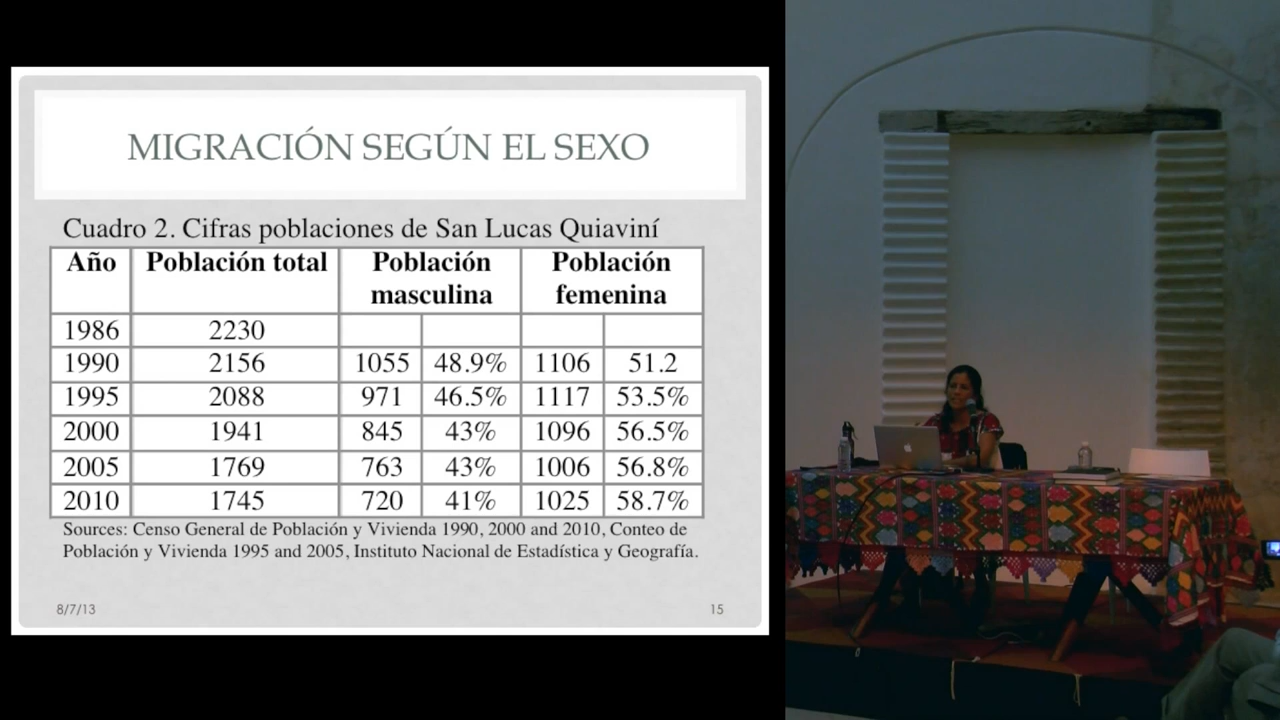 MIGRACIÓN SEGÚN EL SEXO
Cuadro 2. Cifras poblaciones de San Lucas Quiaviní
Año Población total Población masculina Población femenina
1986 2230
1990 2156 1055 48.9% 1106 51.2
1995 2088 971 46.5% 1117 53.5%
2000 1941 845 43% 1096 56.5%
2005 1769 763 43% 1006 56.8%
2010 1745 720 41% 1025 58.7%
Sources: Censo General de Población y Vivienda 1990, 2000 and 2010, Conteo de
Población y Vivienda 1995 and 2005, Instituto Nacional de Estadística y Geografía.
8/7/13 15